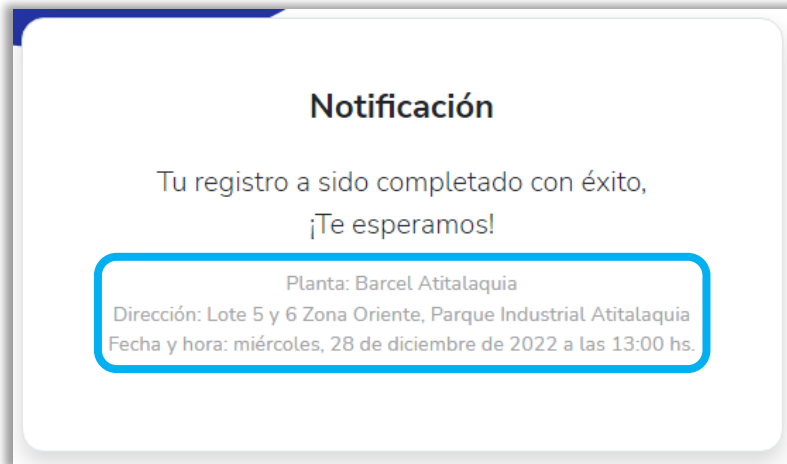 Notificación
Tu registro a sido completado con éxito,
¡Te esperamos!
Planta: Barcel Atitalaquia
Dirección: Lote 5 y 6 Zona Oriente, Parque Industrial Atitalaquia
Fecha y hora: miércoles, 28 de diciembre de 2022 a las 13:00 hs.